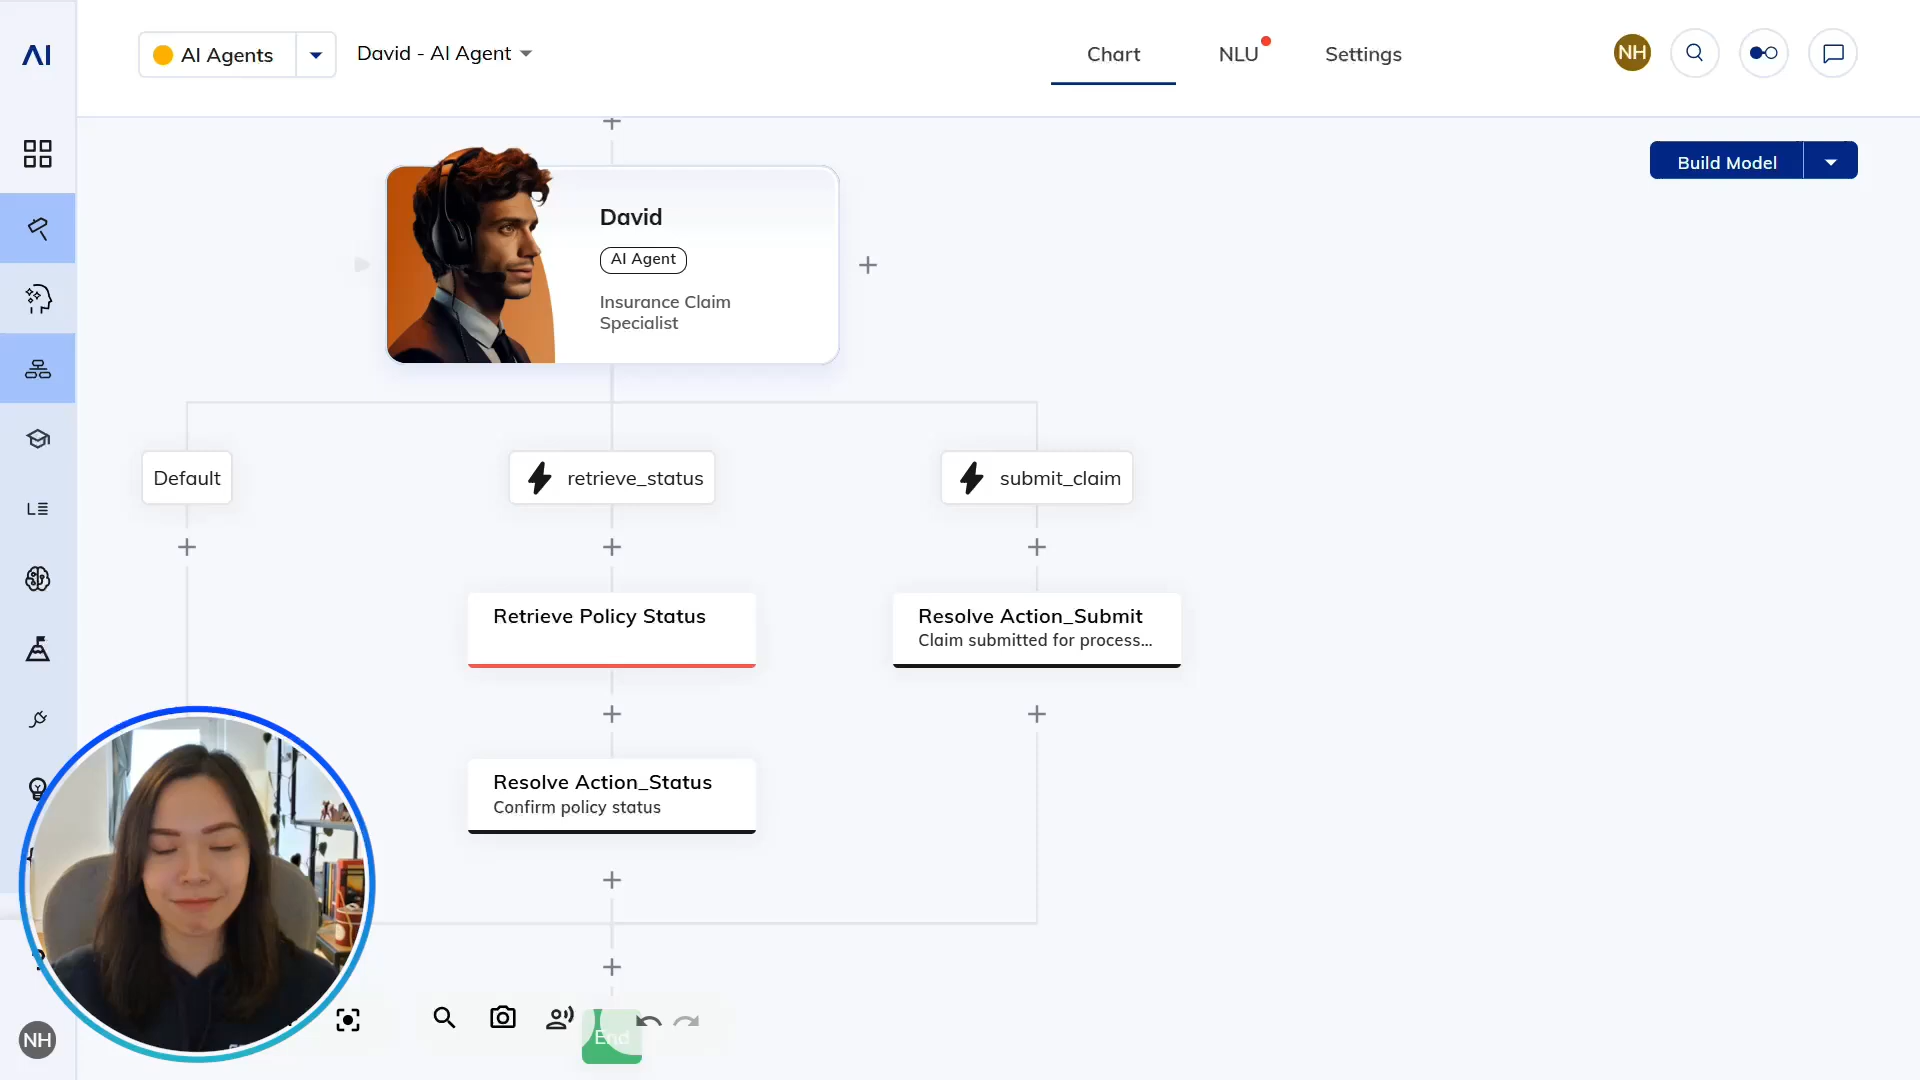 AI
AI Agents
David - AI Agent
Chart
NLU
Settings
NH
Build Model
David
AI Agent
Insurance Claim
Specialist
Default
retrieve_status
submit_claim
Retrieve Policy Status
Resolve Action_Submit
Claim submitted for process...
Resolve Action_Status
Confirm policy status
End
NH